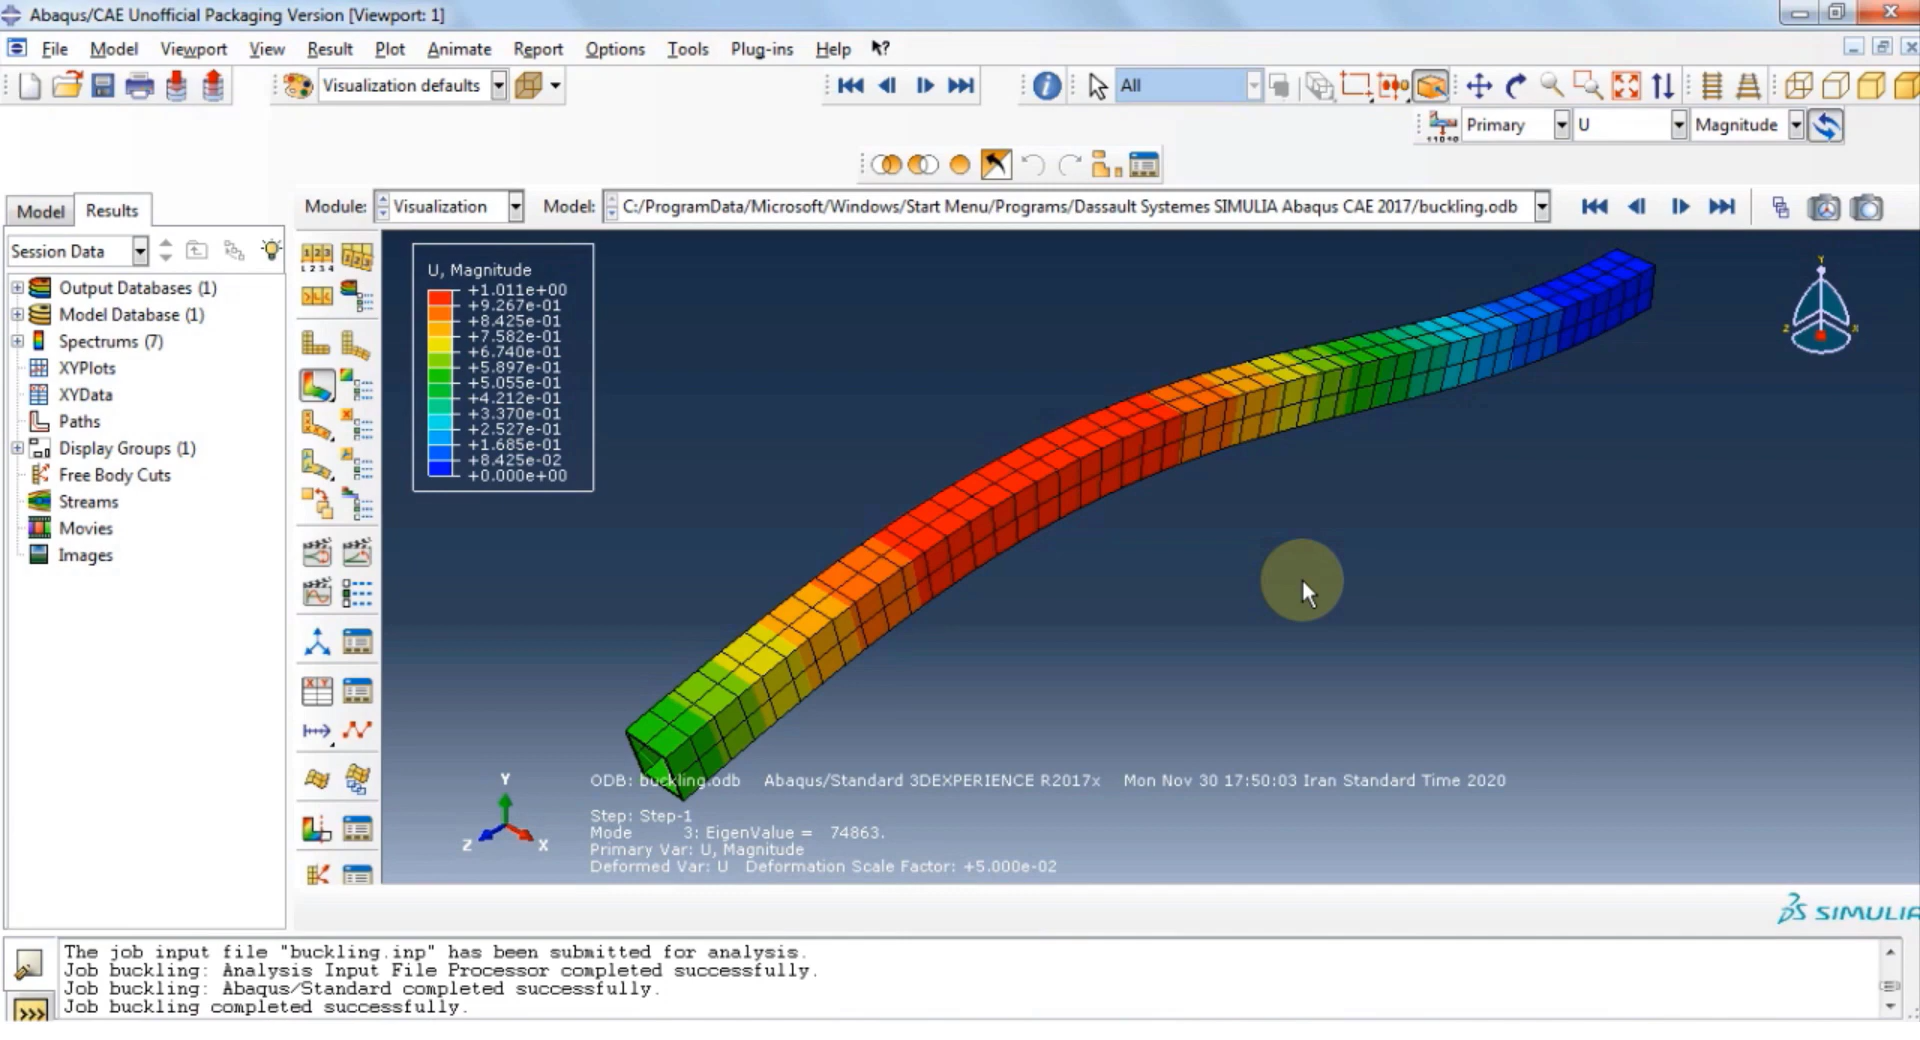 Abaqus/CAE Unofficial Packaging Version [Viewport: 1]
File Model Viewport View Result Plot Animate Report Options Tools Plug-ins Help
Visualization defaults All
Primary U Magnitude
Model Results Module: Visualization Model: C:/ProgramData/Microsoft/Windows/Start Menu/Programs/Dassault Systemes SIMULIA Abaqus CAE 2017/buckling.odb
Session Data
Output Databases (1)
Model Database (1)
Spectrums (7)
XYPlots
XYData
Paths
Display Groups (1)
Free Body Cuts
Streams
Movies
Images
U, Magnitude
+1.011e+00
+9.267e-01
+8.425e-01
+7.582e-01
+6.740e-01
+5.897e-01
+5.055e-01
+4.212e-01
+3.370e-01
+2.527e-01
+1.685e-01
+8.425e-02
+0.000e+00
Y
Z X
Y
Z X
ODB: buckling.odb Abaqus/Standard 3DEXPERIENCE R2017x Mon Nov 30 17:50:03 Iran Standard Time 2020
Step: Step-1
Mode 3: EigenValue = 74863.
Primary Var: U, Magnitude
Deformed Var: U Deformation Scale Factor: +5.000e-02
SIMULIA
The job input file "buckling.inp" has been submitted for analysis.
Job buckling: Analysis Input File Processor completed successfully.
Job buckling: Abaqus/Standard completed successfully.
Job buckling completed successfully.